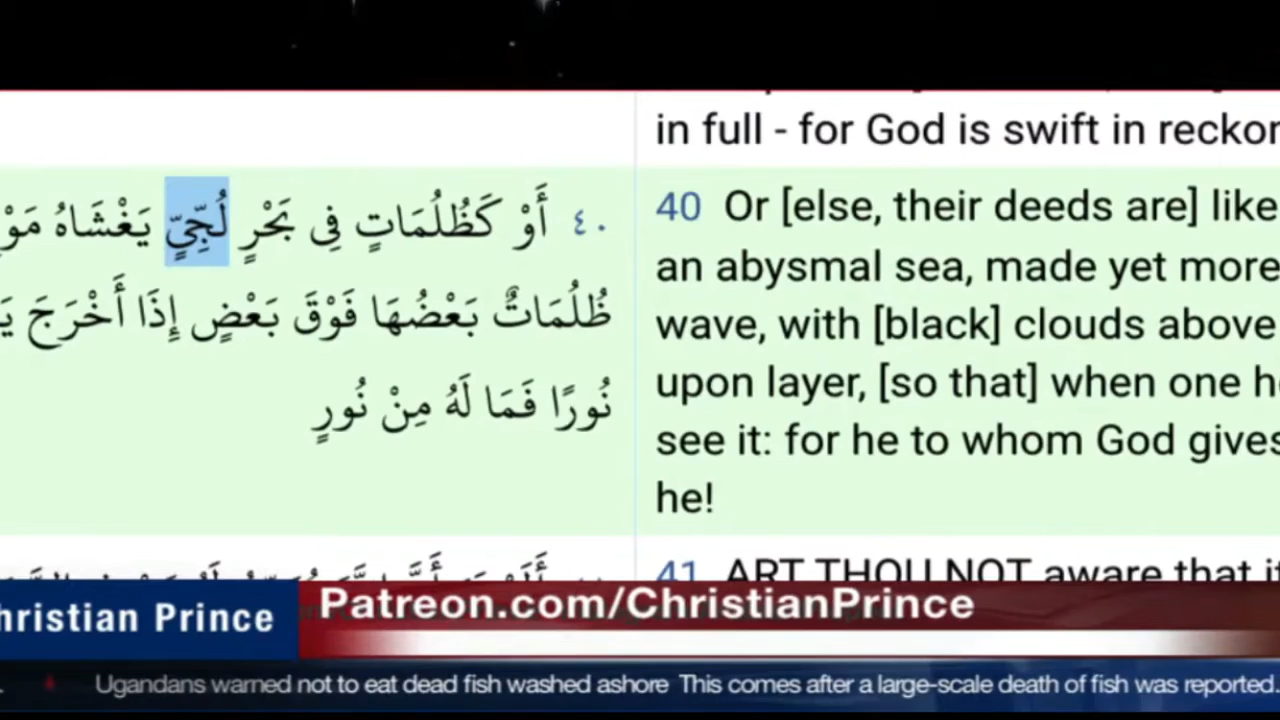 in full - for God is swift in
٤٠ أَوْ كَظُلُمَاتٍ فِى بَحْرٍ لُجِّىٍّ يَغْشَاهُ
ظُلُمَاتٌ بَعْضُهَا فَوْقَ بَعْضٍ إِذَا أَخْرَجَ
نُورًا فَمَا لَهُ مِنْ نُورٍ
40 Or [else, their deeds are] like
an abysmal sea, made yet more
wave, with [black] clouds above
upon layer, [so that] when one
see it: for he to whom God gives
he!
41 ART THOU NOT aware that
hristian Prince
Patreon.com/ChristianPrince
Ugandans warned not to eat dead fish washed ashore This comes after a large-scale death of fish was reported.